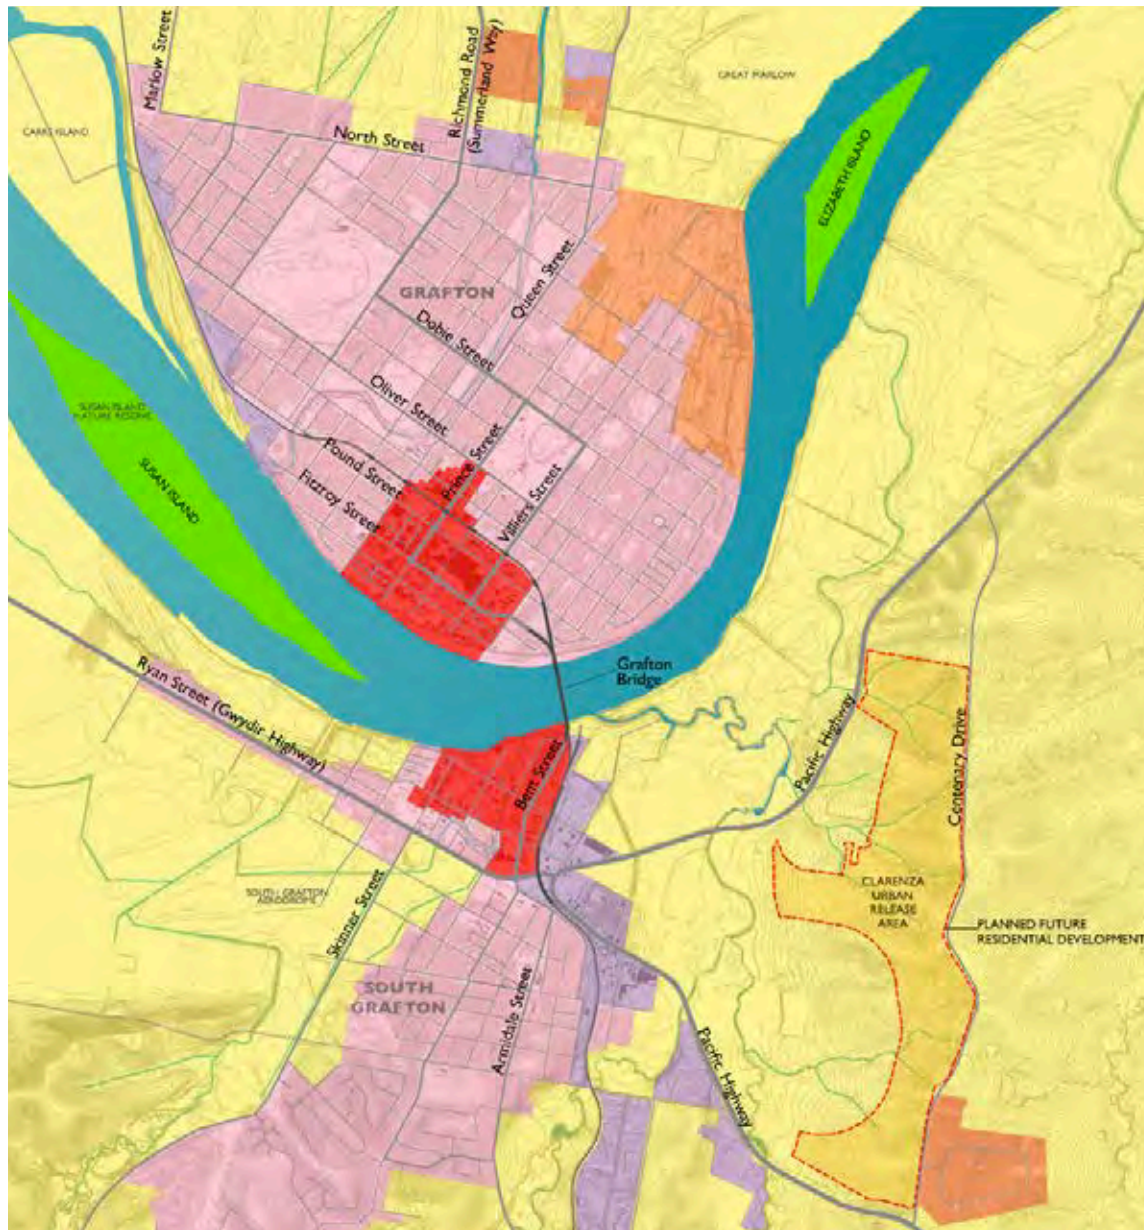 Marlow Street
Richmond Road
(Summerland Way)
GREAT MARLOW
CARRS ISLAND
North Street
ELIZABETH ISLAND
Queen Street
GRAFTON
Dobie Street
Oliver Street
SUSAN ISLAND
NATURE RESERVE
SUSAN ISLAND
Pound Street
Prince Street
Fitzroy Street
Villiers Street
Grafton
Bridge
Ryan Street (Gwydir Highway)
Bent Street
Pacific Highway
Centenary Drive
CLARENZA
URBAN
RELEASE
AREA
SOUTH GRAFTON
AERODROME
Skinner Street
PLANNED FUTURE
RESIDENTIAL DEVELOPMENT
SOUTH
GRAFTON
Armidale Street
Pacific Highway